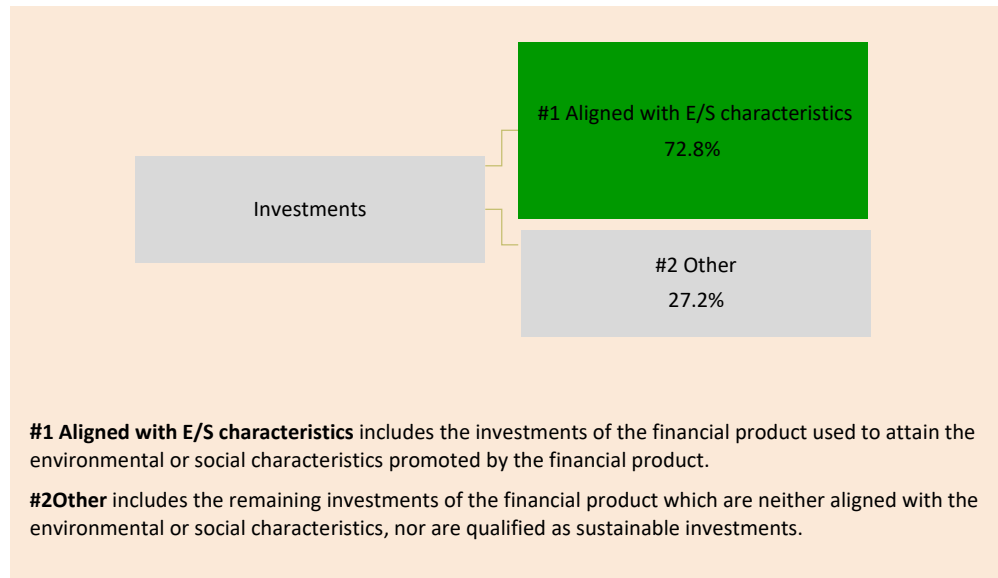 #1 Aligned with E/S characteristics
72.8%
Investments
#2 Other
27.2%
#1 Aligned with E/S characteristics includes the investments of the financial product used to attain the
environmental or social characteristics promoted by the financial product.
#2Other includes the remaining investments of the financial product which are neither aligned with the
environmental or social characteristics, nor are qualified as sustainable investments.